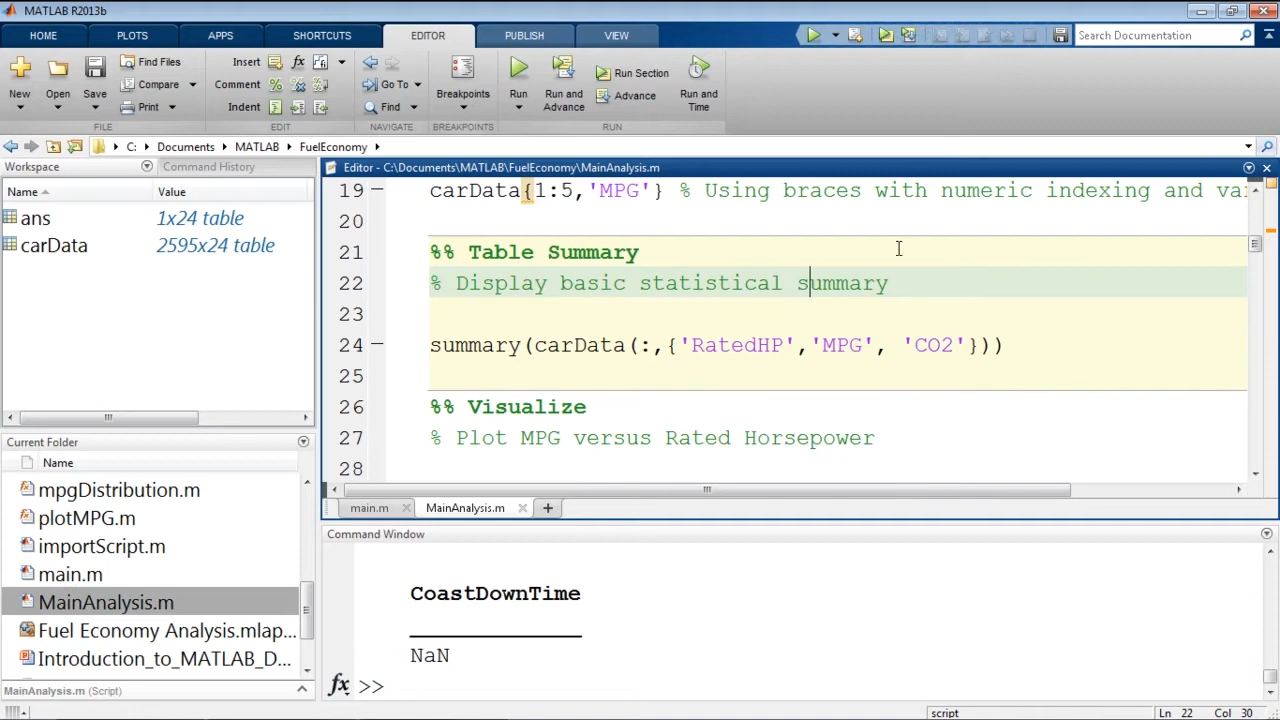 MATLAB R2013b
HOME PLOTS APPS SHORTCUTS EDITOR PUBLISH VIEW Search Documentation
New Open Save Find Files Compare Print Insert fx Comment Indent Go To Find Breakpoints Run Run and Advance Run Section Advance Run and Time
FILE EDIT NAVIGATE BREAKPOINTS RUN
C: Documents MATLAB FuelEconomy
Workspace Command History
Name Value
ans 1x24 table
carData 2595x24 table
Current Folder
Name
mpgDistribution.m
plotMPG.m
importScript.m
main.m
MainAnalysis.m
Fuel Economy Analysis.mlap...
Introduction_to_MATLAB_D...
MainAnalysis.m (Script)
Editor - C:\Documents\MATLAB\FuelEconomy\MainAnalysis.m
19 carData{1:5,'MPG'} % Using braces with numeric indexing and var
20
21 %% Table Summary
22 % Display basic statistical summary
23
24 summary(carData(:,{'RatedHP','MPG', 'CO2'}))
25
26 %% Visualize
27 % Plot MPG versus Rated Horsepower
28
main.m MainAnalysis.m
Command Window
CoastDownTime
NaN
fx >>
script Ln 22 Col 30